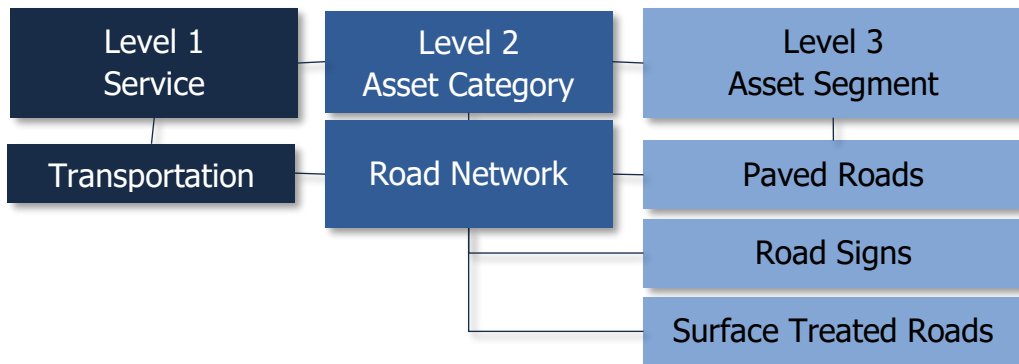 Level 1
Service
Level 2
Asset Category
Level 3
Asset Segment
Transportation
Road Network
Paved Roads
Road Signs
Surface Treated Roads